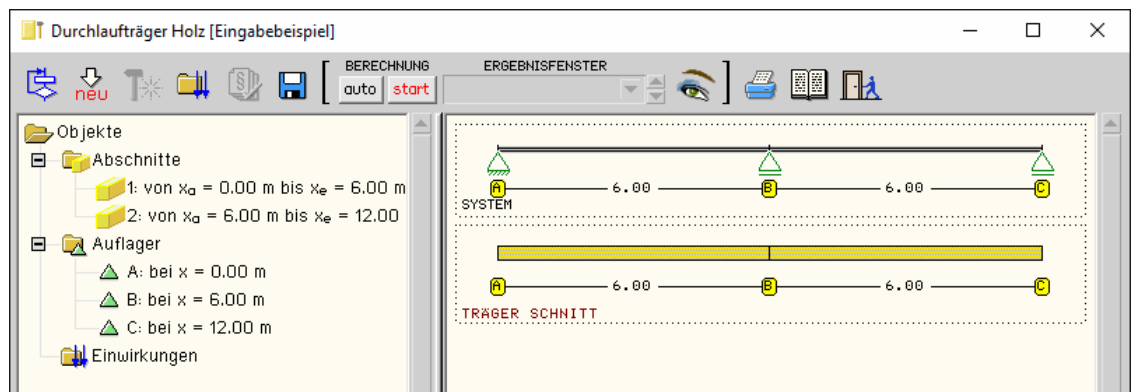 Durchlaufträger Holz [Eingabebeispiel]
neu
BERECHNUNG
auto start
ERGEBNISFENSTER
Objekte
Abschnitte
1: von xa = 0.00 m bis xe = 6.00 m
2: von xa = 6.00 m bis xe = 12.00
Auflager
A: bei x = 0.00 m
B: bei x = 6.00 m
C: bei x = 12.00 m
Einwirkungen
A 6.00 B 6.00 C
SYSTEM
A 6.00 B 6.00 C
TRÄGER SCHNITT